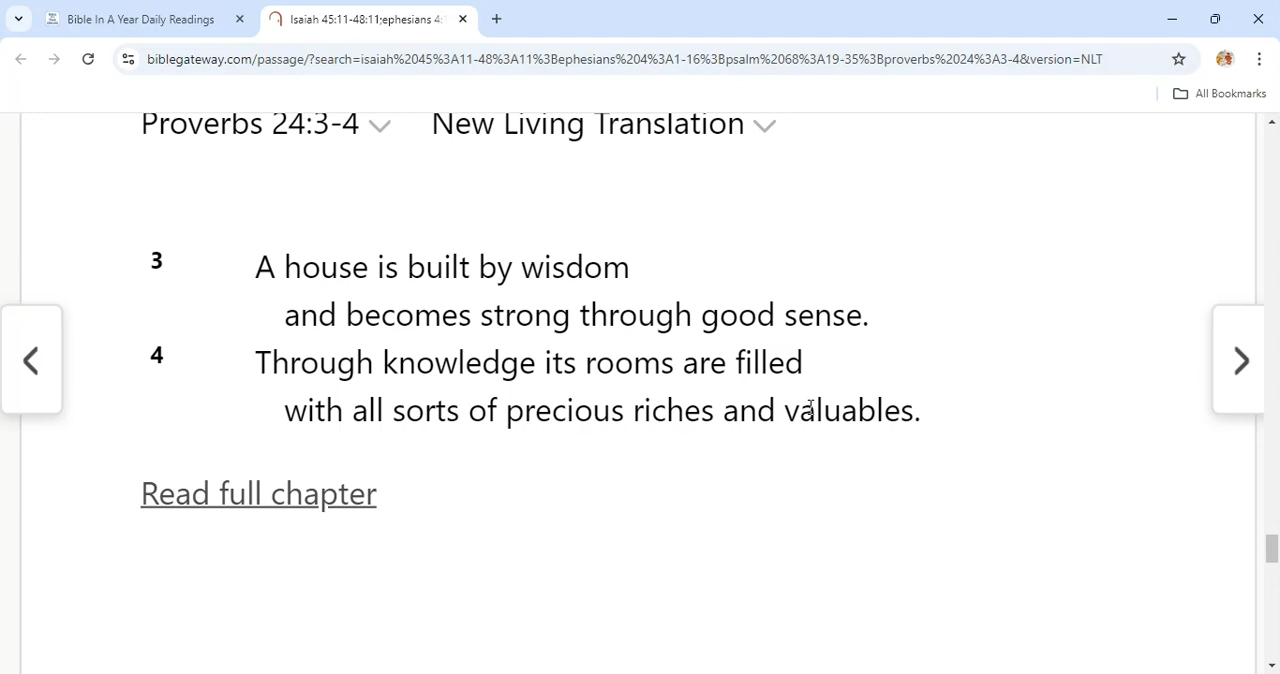 Bible In A Year Daily Readings
Isaiah 45:11-48:11;ephesians 4:
biblegateway.com/passage/?search=isaiah%2045%3A11-48%3A11%3Bephesians%204%3A1-16%3Bpsalm%2068%3A19-35%3Bproverbs%2024%3A3-4&version=NLT
All Bookmarks
Proverbs 24:3-4 New Living Translation
3 A house is built by wisdom
and becomes strong through good sense.
4 Through knowledge its rooms are filled
with all sorts of precious riches and valuables.
Read full chapter